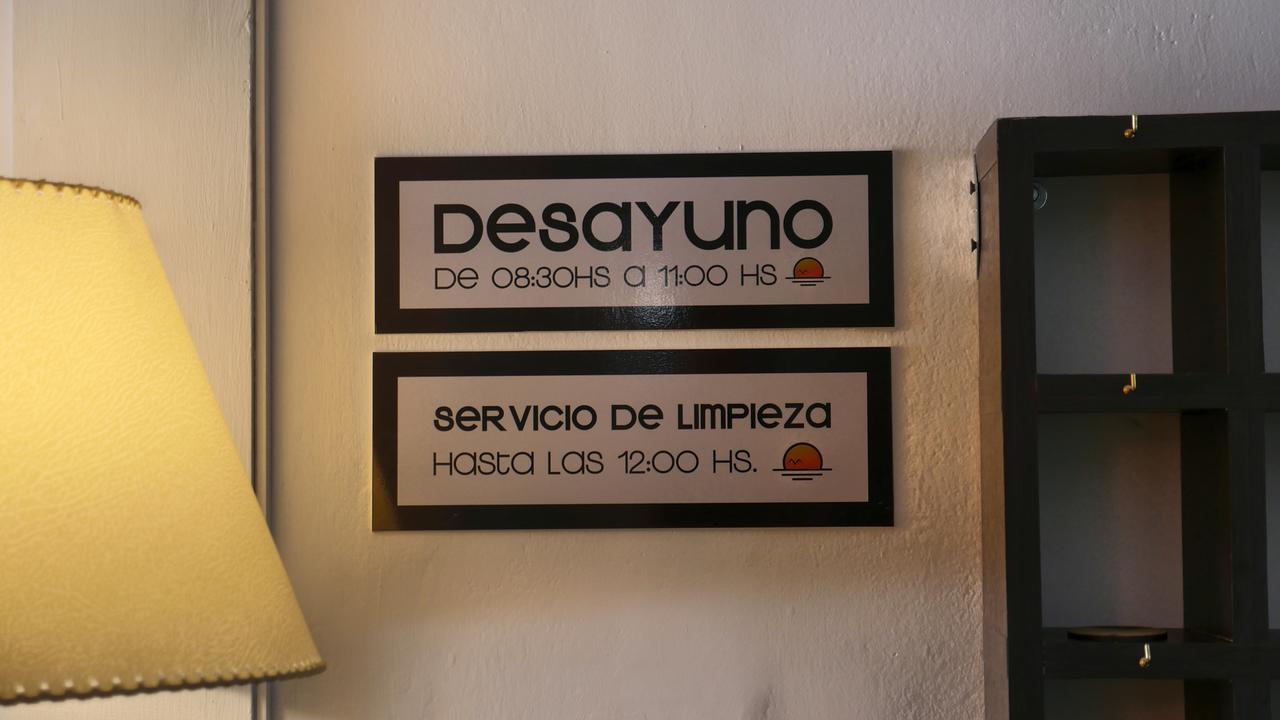 Desayuno
De 08:30HS a 11:00 HS
SERVICIO DE LIMPIEZA
Hasta Las 12:00 HS.